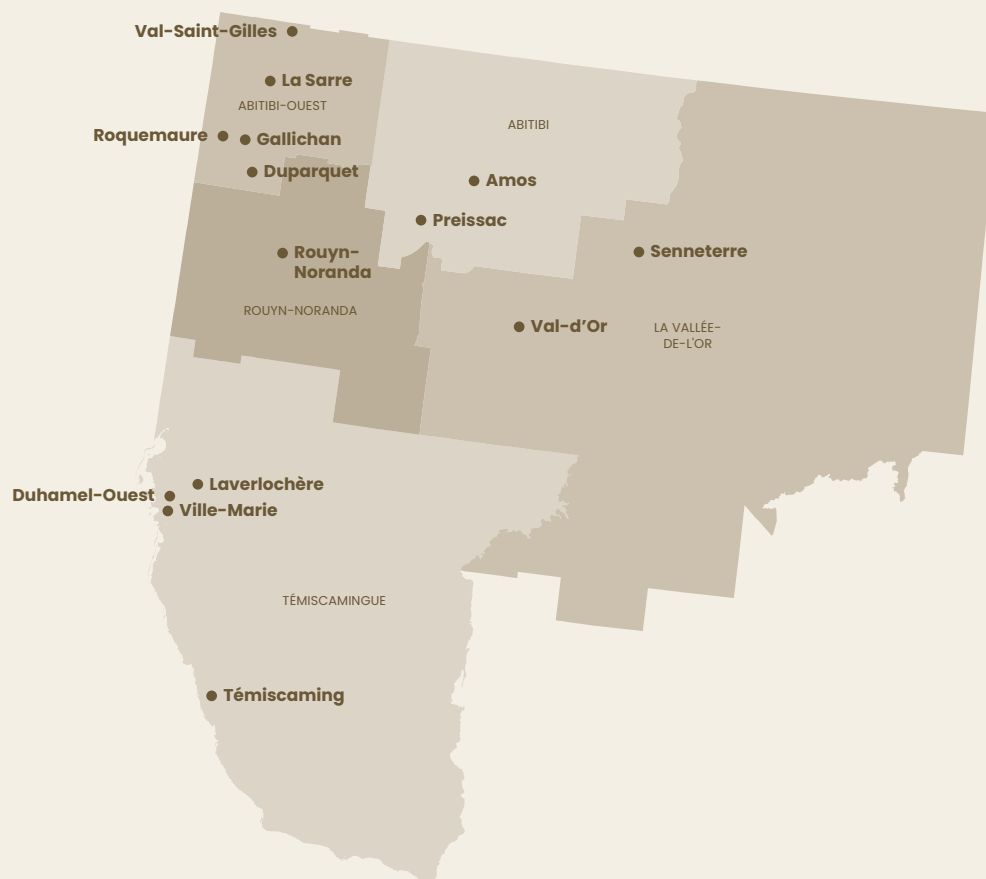 Val-Saint-Gilles
La Sarre
ABITIBI-OUEST
ABITIBI
Roquemaure
Gallichan
Duparquet
Amos
Preissac
Rouyn-
Noranda
Senneterre
ROUYN-NORANDA
Val-d’Or
LA VALLÉE-
DE-L'OR
Laverlochère
Duhamel-Ouest
Ville-Marie
TÉMISCAMINGUE
Témiscaming